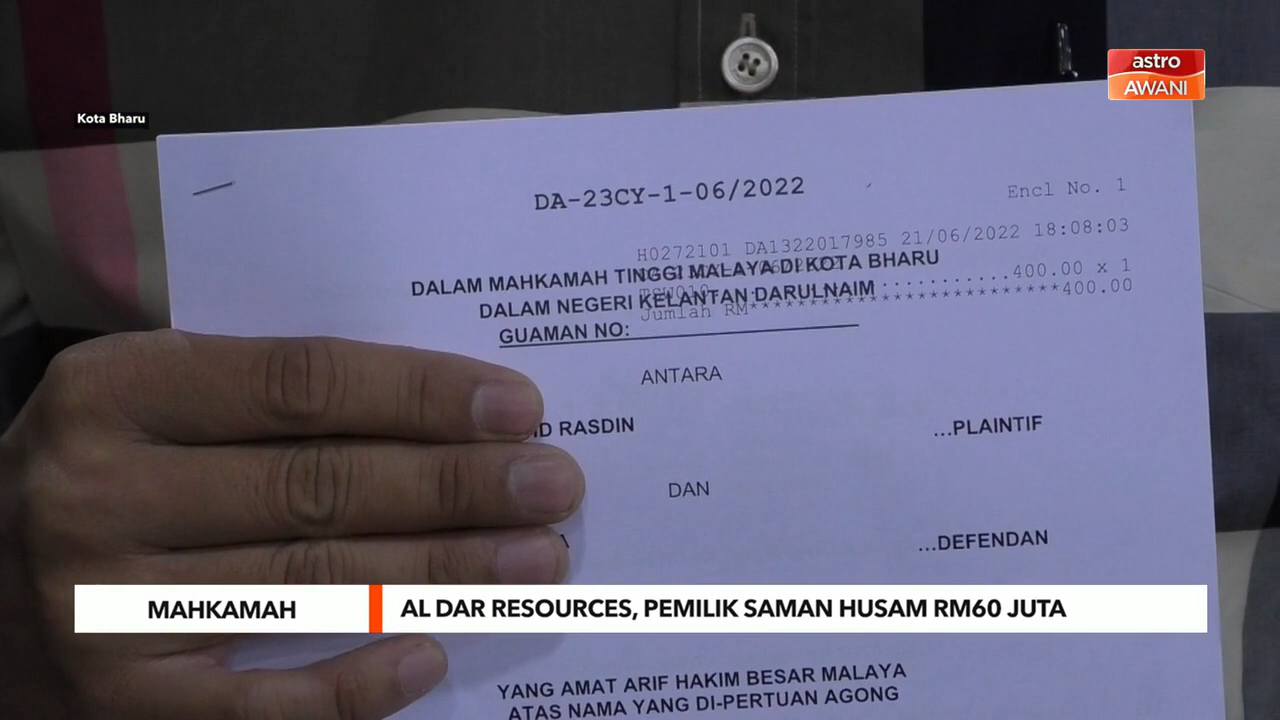 astro
AWANI
Kota Bharu
DA-23CY-1-06/2022
Encl No. 1
H0272101 DA1322017985 21/06/2022 18:08:03
DALAM MAHKAMAH TINGGI MALAYA DI KOTA BHARU
400.00 x 1
DALAM NEGERI KELANTAN DARULNAIM
Jumlah RM**************************400.00
GUAMAN NO:
ANTARA
RASDIN ...PLAINTIF
DAN
...DEFENDAN
MAHKAMAH
AL DAR RESOURCES, PEMILIK SAMAN HUSAM RM60 JUTA
YANG AMAT ARIF HAKIM BESAR MALAYA
ATAS NAMA YANG DI-PERTUAN AGONG